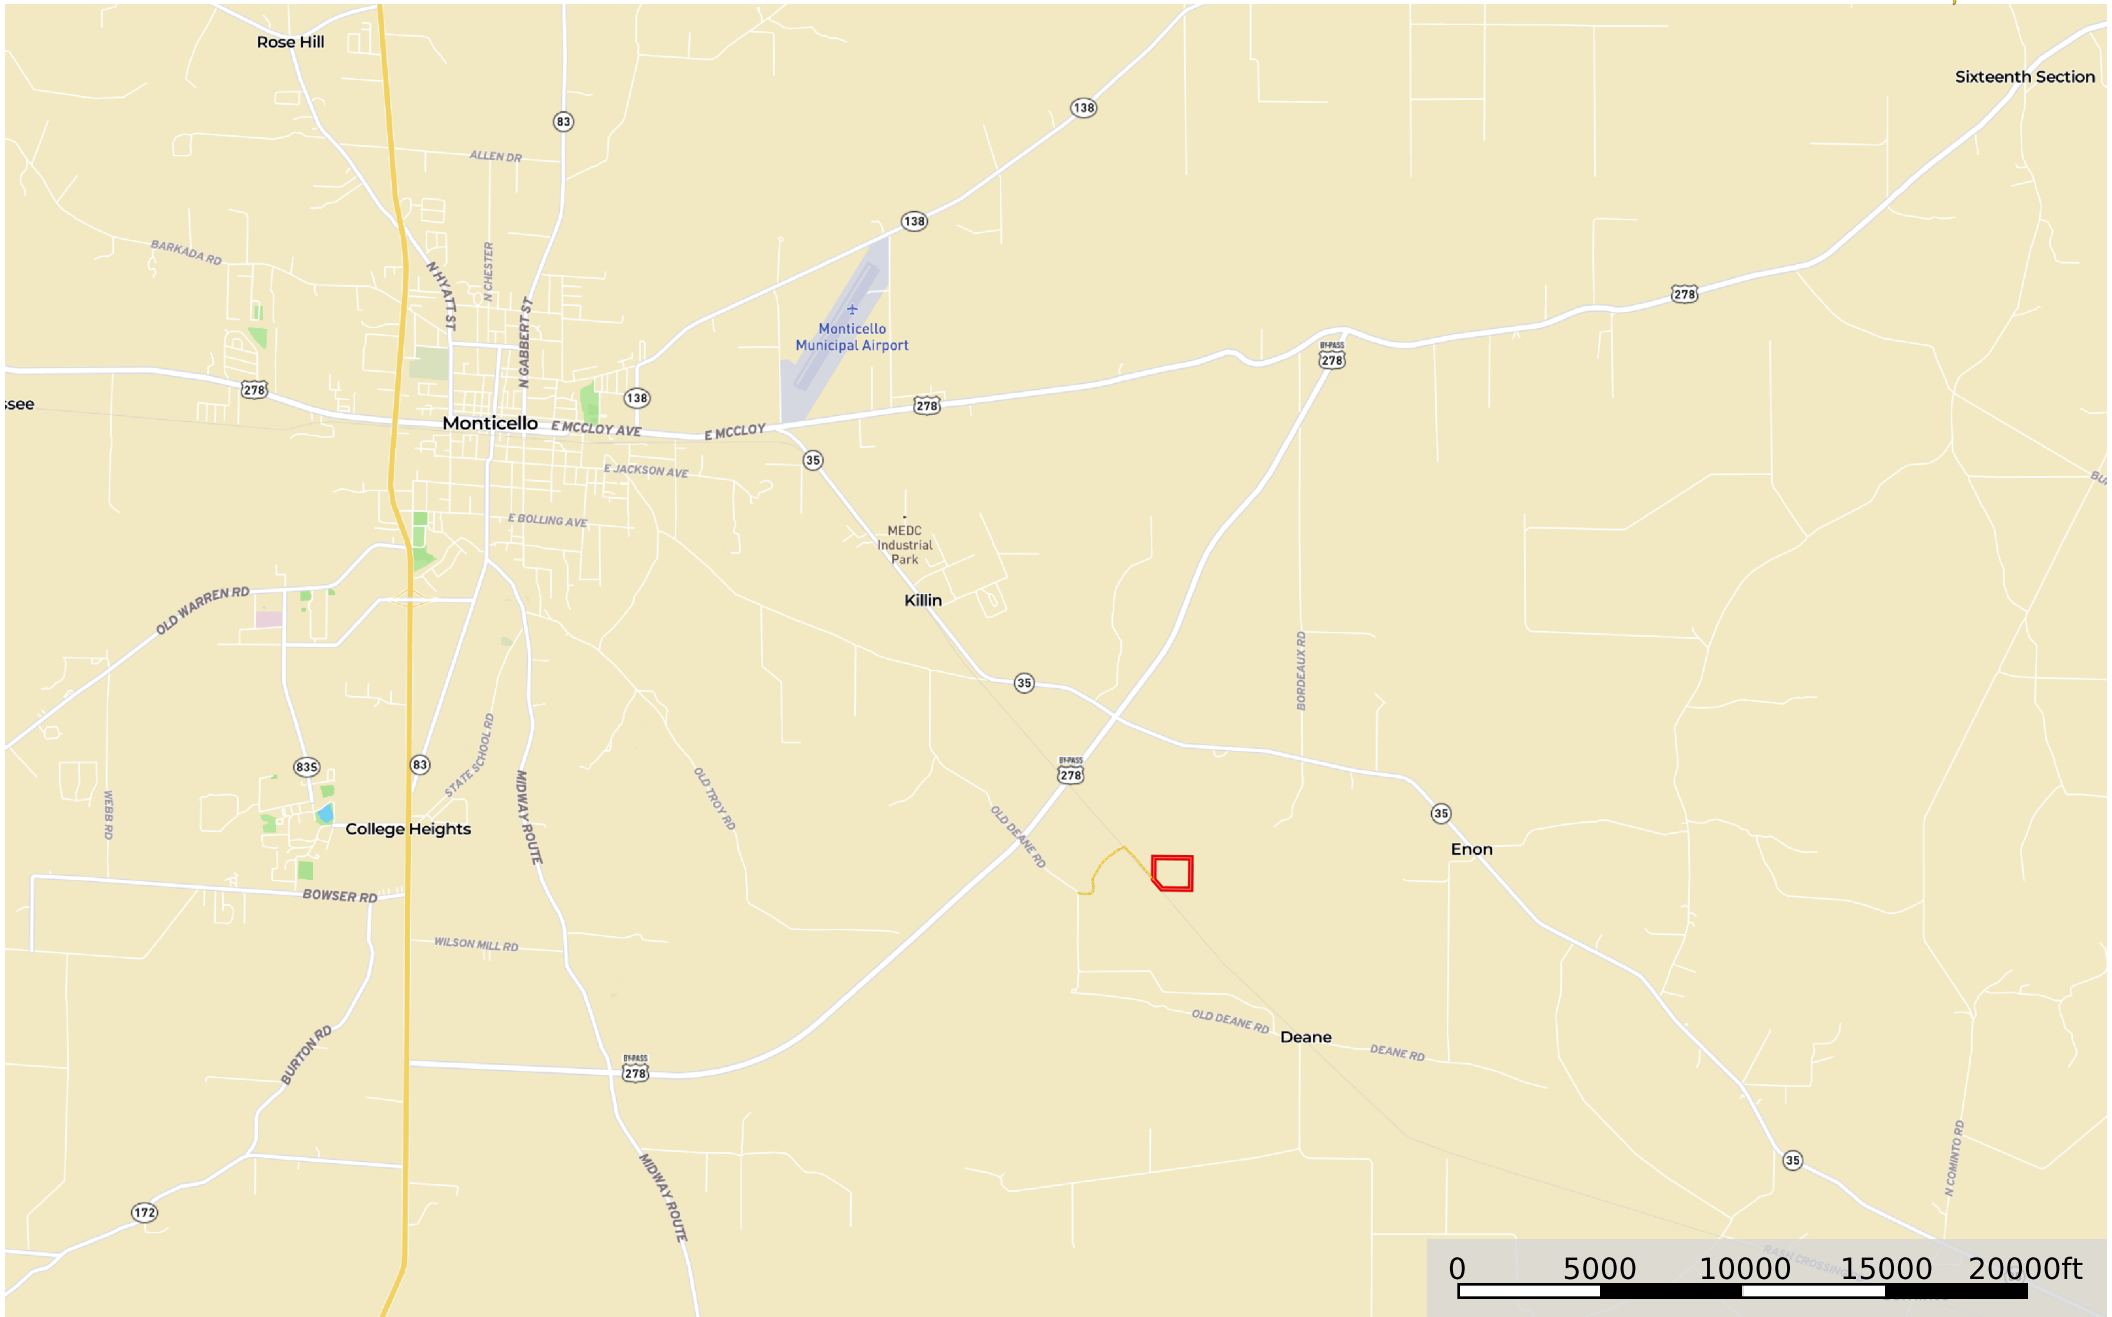 Rose Hill
Sixteenth Section
138
83
ALLEN DR
138
BARKADA RD
N HYATT ST
N CHESTER
278
Monticello
Municipal Airport
N GABBERT ST
BY-PASS
278
278
138
278
ssee
Monticello
E MCCLOY AVE
E MCCLOY
35
E JACKSON AVE
E BOLLING AVE
MEDC
Industrial
Park
OLD WARREN RD
Killin
BORDEAUX RD
35
STATE SCHOOL RD
83S
83
MIDWAY ROUTE
OLD TROY RD
BY-PASS
278
WEBB RD
OLD DEANE RD
35
College Heights
Enon
BOWSER RD
WILSON MILL RD
OLD DEANE RD
Deane
DEANE RD
BURTON RD
BY-PASS
278
N COMINTO RD
35
MIDWAY ROUTE
172
RASH CROSSING
0 5000 10000 15000 20000ft